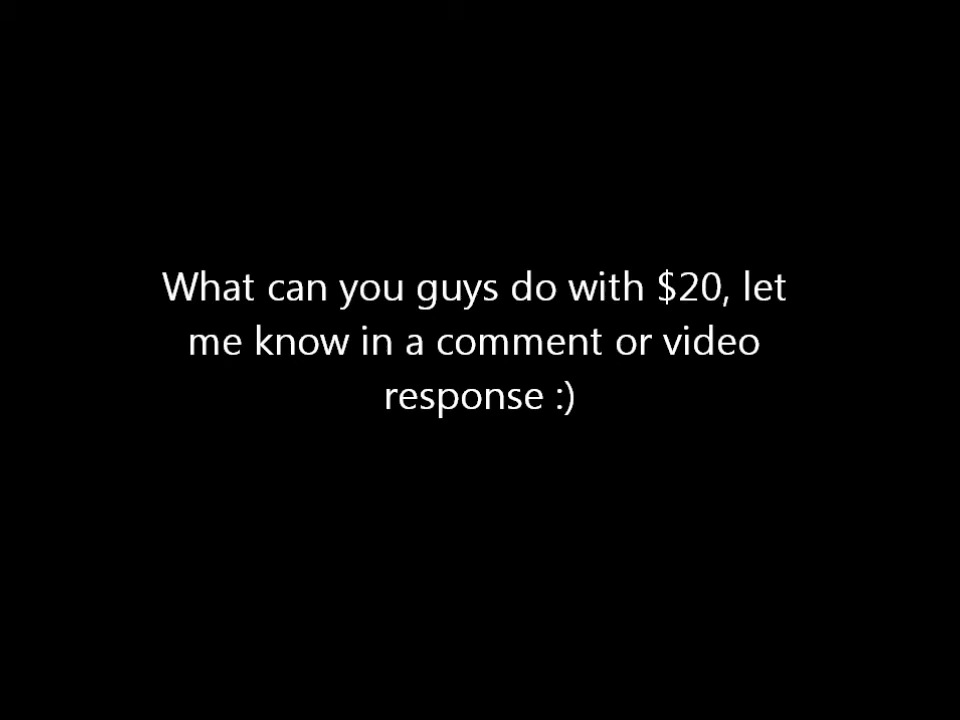 What can you guys do with $20, let
me know in a comment or video
response :)